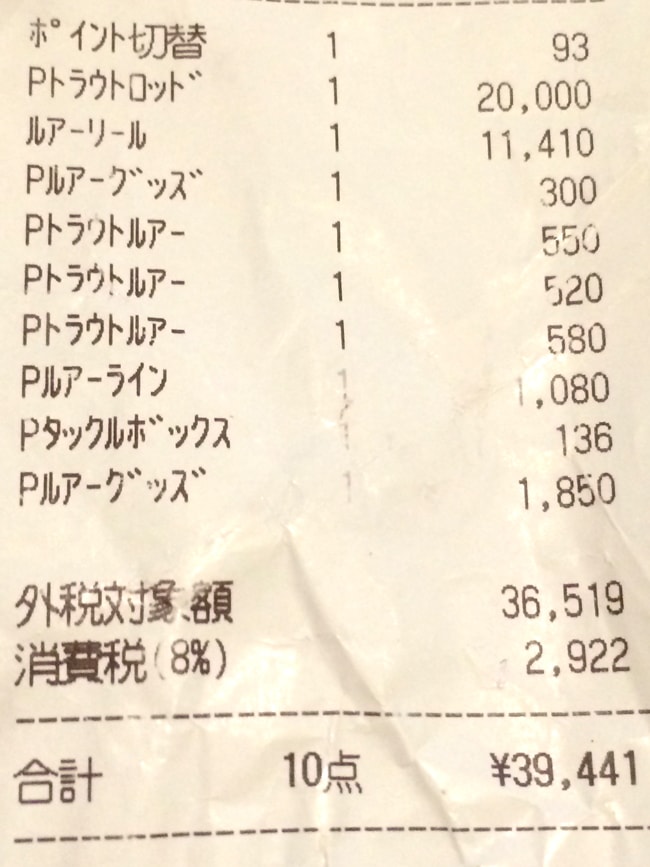 ﾎﾟｲﾝﾄ切替 1 93
Pﾄﾗｳﾄﾛｯﾄﾞ 1 20,000
ﾙｱｰﾘｰﾙ 1 11,410
Pﾙｱｰｸﾞｯｽﾞ 1 300
Pﾄﾗｳﾄﾙｱｰ 1 550
Pﾄﾗｳﾄﾙｱｰ 1 520
Pﾄﾗｳﾄﾙｱｰ 1 580
Pﾙｱｰﾗｲﾝ 1 1,080
Pﾀｯｸﾙﾎﾞｯｸｽ 1 136
Pﾙｱｰｸﾞｯｽﾞ 1 1,850
外税対象額 36,519
消費税(8%) 2,922
合計 10点 ¥39,441